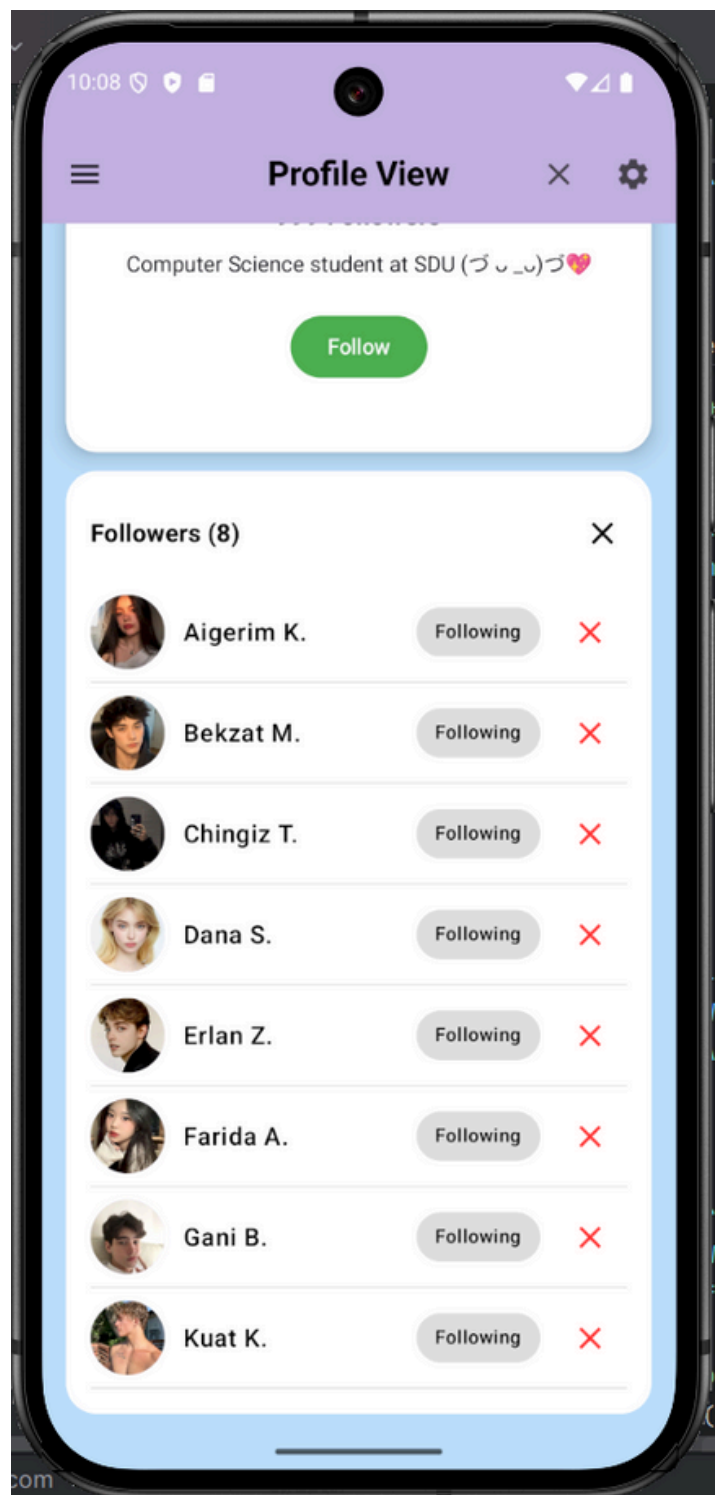 10:08
Profile View
Computer Science student at SDU (づ ᴗ _ᴗ)づ💖
Follow
Followers (8)
Aigerim K. Following
Bekzat M. Following
Chingiz T. Following
Dana S. Following
Erlan Z. Following
Farida A. Following
Gani B. Following
Kuat K. Following
com